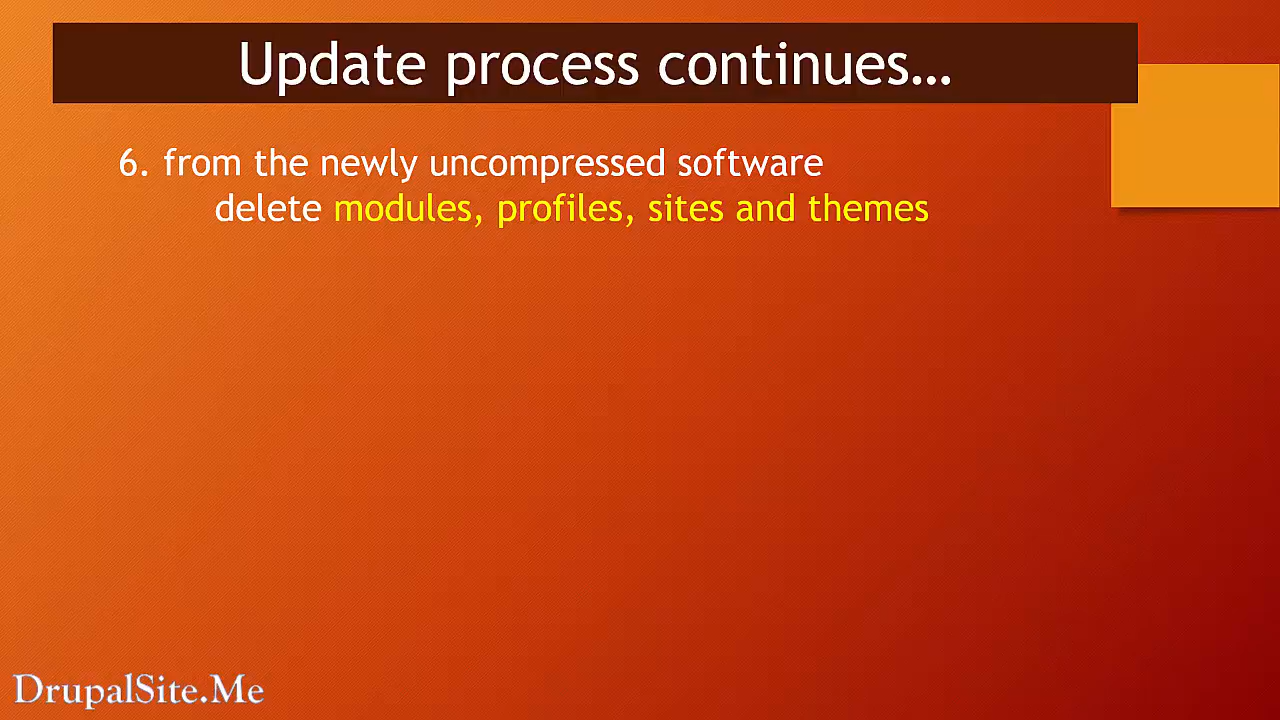 Update process continues…
6. from the newly uncompressed software
delete modules, profiles, sites and themes
DrupalSite.Me